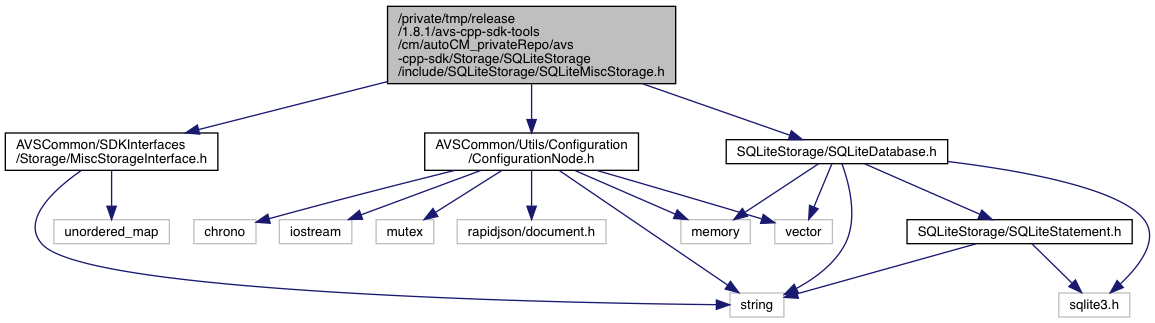 /private/tmp/release
/1.8.1/avs-cpp-sdk-tools
/cm/autoCM_privateRepo/avs
-cpp-sdk/Storage/SQLiteStorage
/include/SQLiteStorage/SQLiteMiscStorage.h
AVSCommon/SDKInterfaces
/Storage/MiscStorageInterface.h
AVSCommon/Utils/Configuration
/ConfigurationNode.h
SQLiteStorage/SQLiteDatabase.h
unordered_map
chrono
iostream
mutex
rapidjson/document.h
memory
vector
SQLiteStorage/SQLiteStatement.h
string
sqlite3.h